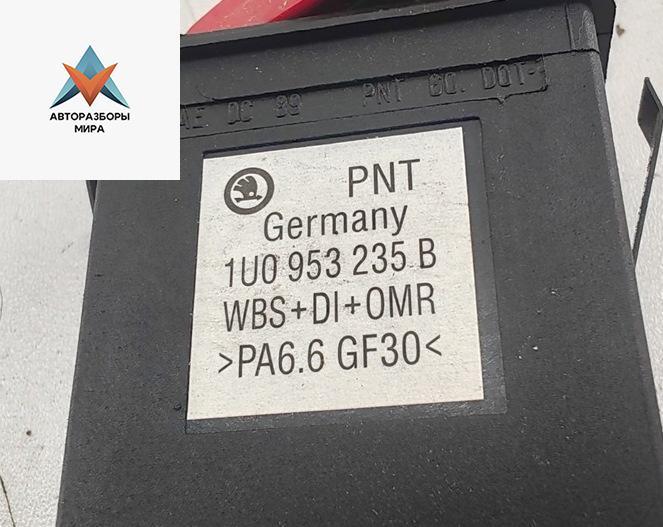 АВТОРАЗБОРЫ
МИРА
PNT
Germany
1U0 953 235 B
WBS+DI+OMR
>PA6.6 GF30<